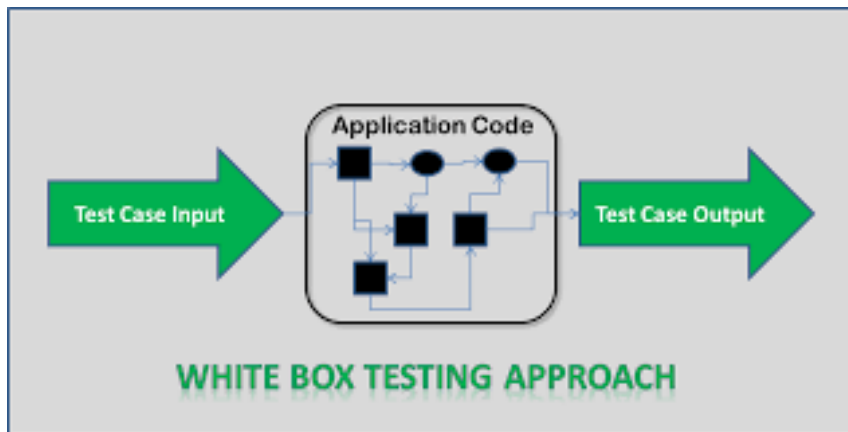 Application Code
Test Case Input
Test Case Output
WHITE BOX TESTING APPROACH